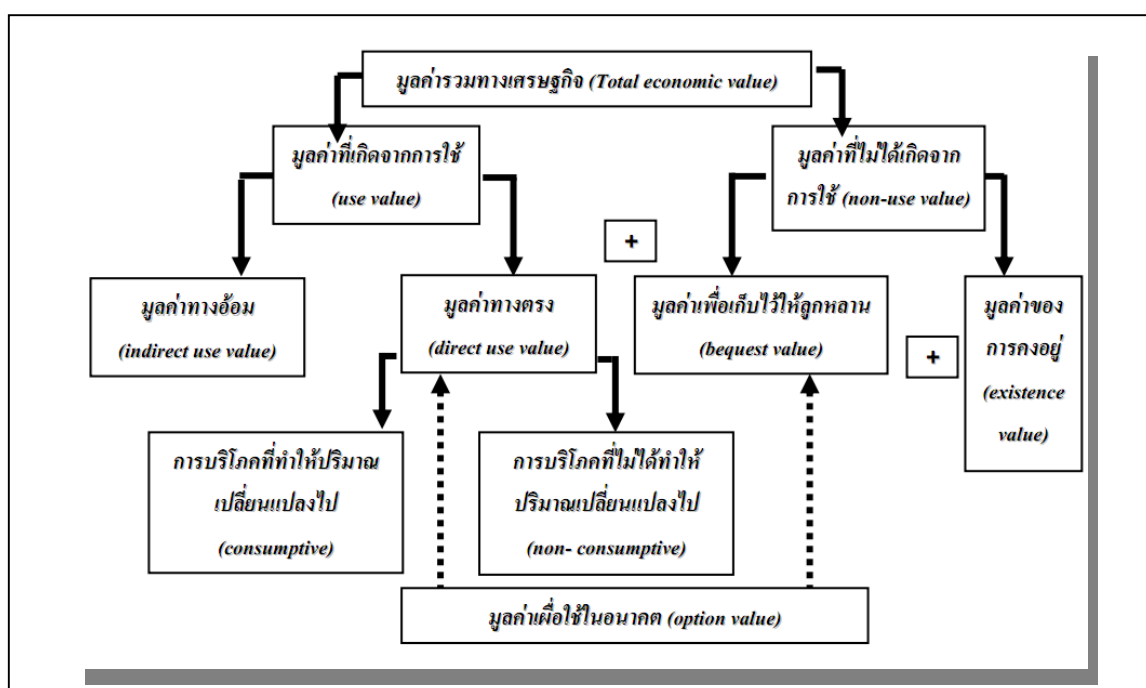 มูลค่ารวมทางเศรษฐกิจ (Total economic value)
มูลค่าที่เกิดจากการใช้
(use value)
มูลค่าที่ไม่ได้เกิดจาก
การใช้ (non-use value)
+
มูลค่าทางอ้อม
(indirect use value)
มูลค่าทางตรง
(direct use value)
มูลค่าเพื่อเก็บไว้ให้ลูกหลาน
(bequest value)
+
มูลค่าของ
การคงอยู่
(existence
value)
การบริโภคที่ทำให้ปริมาณ
เปลี่ยนแปลงไป
(consumptive)
การบริโภคที่ไม่ได้ทำให้
ปริมาณเปลี่ยนแปลงไป
(non- consumptive)
มูลค่าเผื่อใช้ในอนาคต (option value)